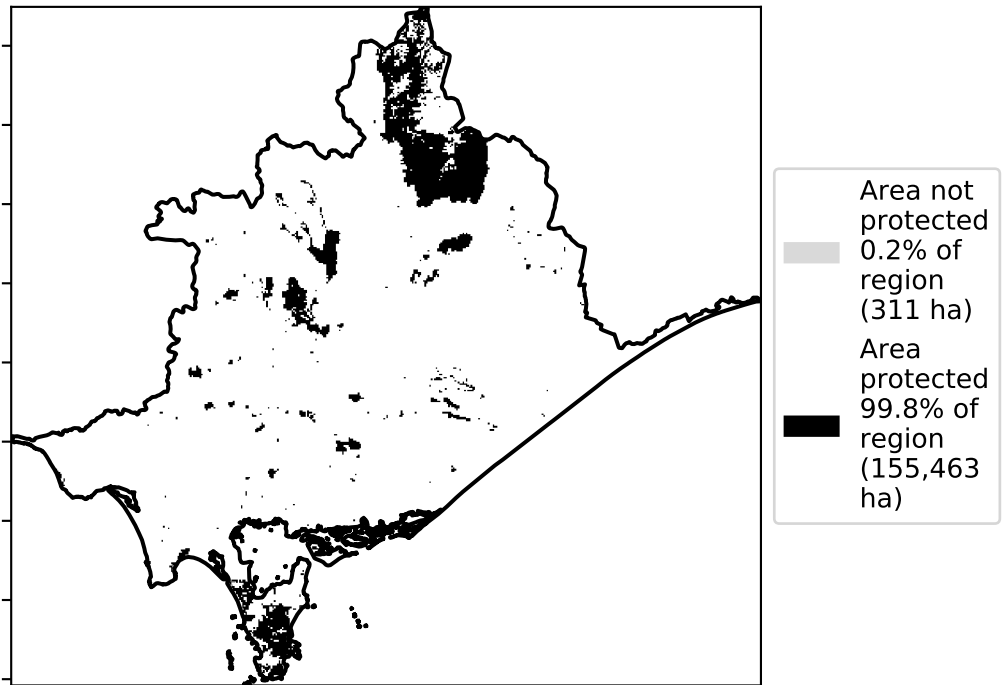 Area not
protected
0.2% of
region
(311 ha)
Area
protected
99.8% of
region
(155,463
ha)